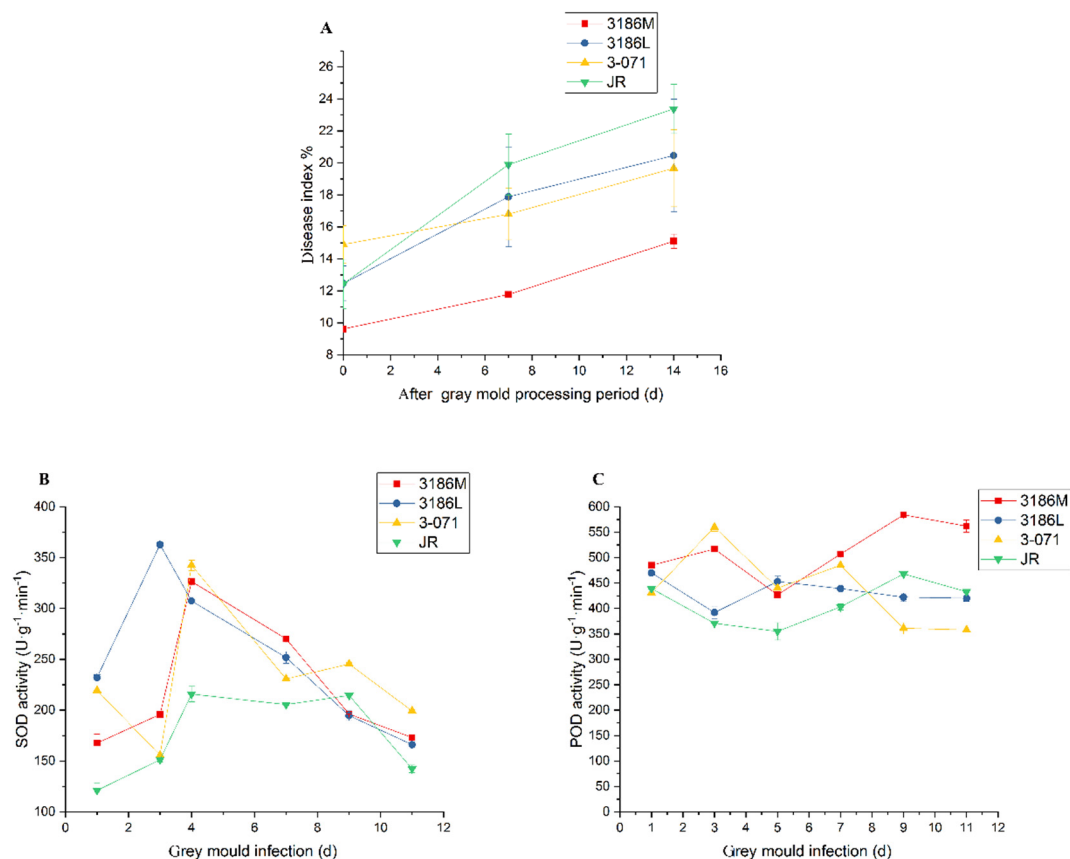 A
3186M
3186L
3-071
JR
26
24
22
20
18
16
14
12
10
8
Disease index %
0 2 4 6 8 10 12 14 16
After gray mold processing period (d)
B
3186M
3186L
3-071
JR
400
350
300
250
200
150
100
SOD activity (U·g⁻¹·min⁻¹)
0 2 4 6 8 10 12
Grey mould infection (d)
C
3186M
3186L
3-071
JR
600
550
500
450
400
350
300
250
200
150
100
50
0
POD activity (U·g⁻¹·min⁻¹)
0 1 2 3 4 5 6 7 8 9 10 11 12
Grey mould infection (d)